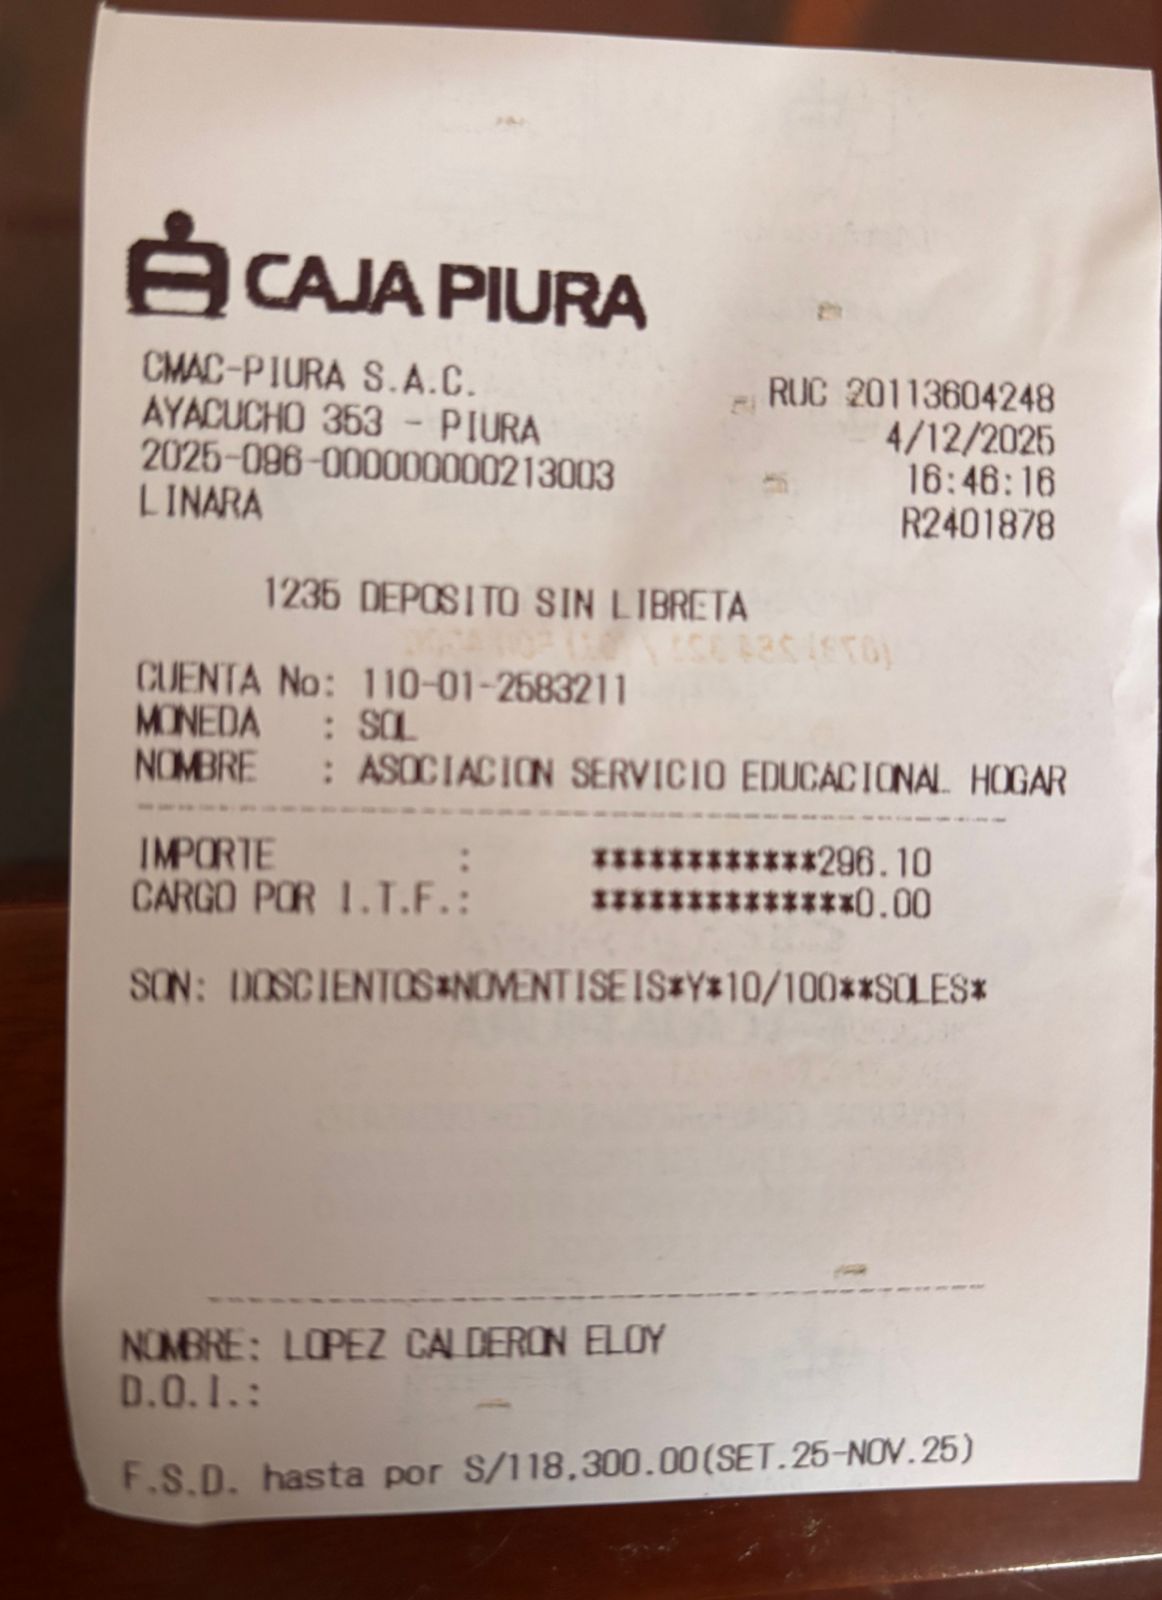 CAJA PIURA
CMAC-PIURA S.A.C.
RUC 20113604248
AYACUCHO 353 - PIURA
4/12/2025
2025-096-000000000213003
16:46:16
LINARA
R2401878
1235 DEPOSITO SIN LIBRETA
CUENTA No: 110-01-2583211
MONEDA : SOL
NOMBRE : ASOCIACION SERVICIO EDUCACIONAL HOGAR
IMPORTE : ************296.10
CARGO POR I.T.F.: **************0.00
SON: DOSCIENTOS*NOVENTISEIS*Y*10/100**SOLES*
NOMBRE: LOPEZ CALDERON ELOY
D.O.I.:
F.S.D. hasta por S/118,300.00(SET.25-NOV.25)